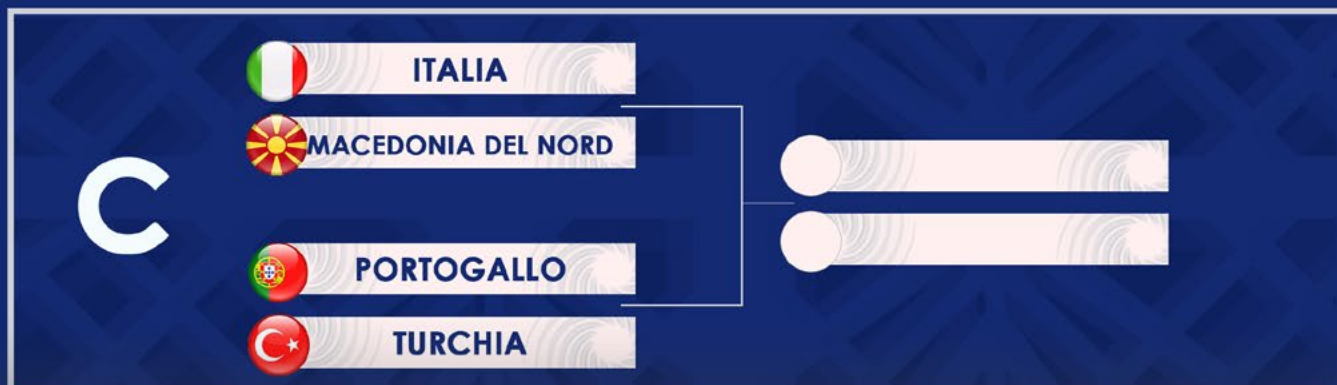 C
ITALIA
MACEDONIA DEL NORD
PORTOGALLO
TURCHIA